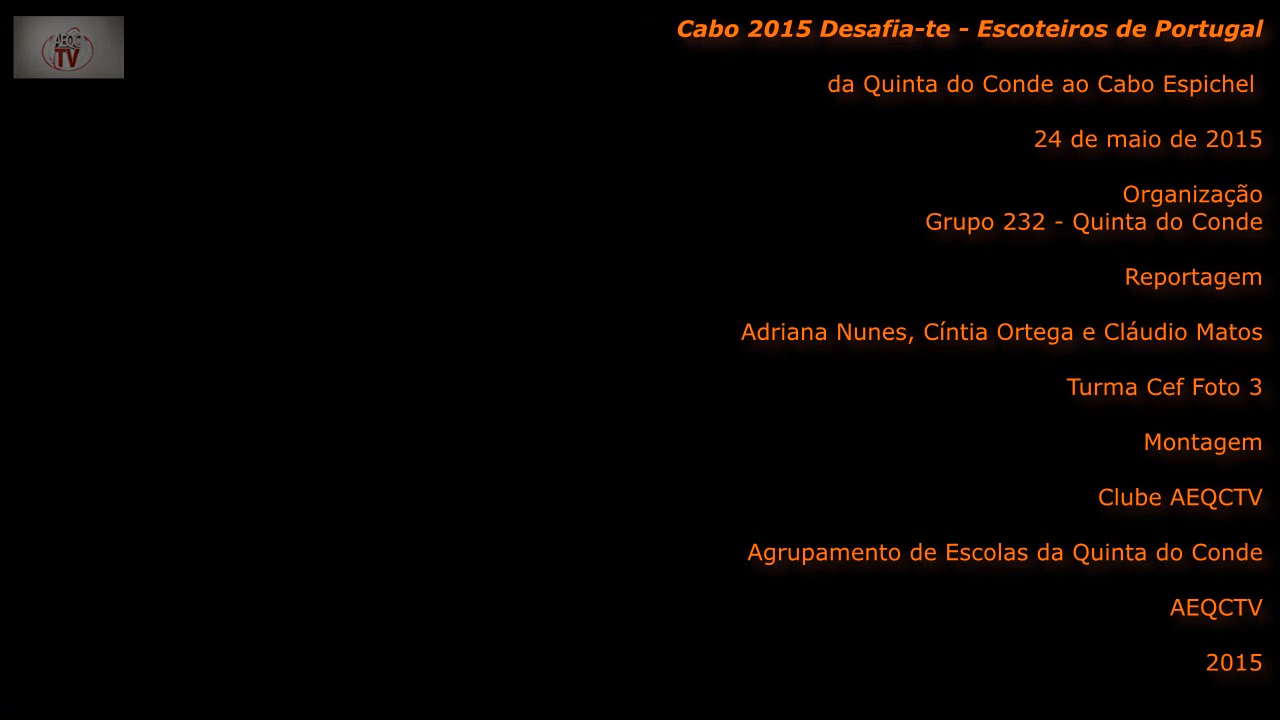 AEQC
TV
Cabo 2015 Desafia-te - Escoteiros de Portugal
da Quinta do Conde ao Cabo Espichel
24 de maio de 2015
Organização
Grupo 232 - Quinta do Conde
Reportagem
Adriana Nunes, Cíntia Ortega e Cláudio Matos
Turma Cef Foto 3
Montagem
Clube AEQCTV
Agrupamento de Escolas da Quinta do Conde
AEQCTV
2015